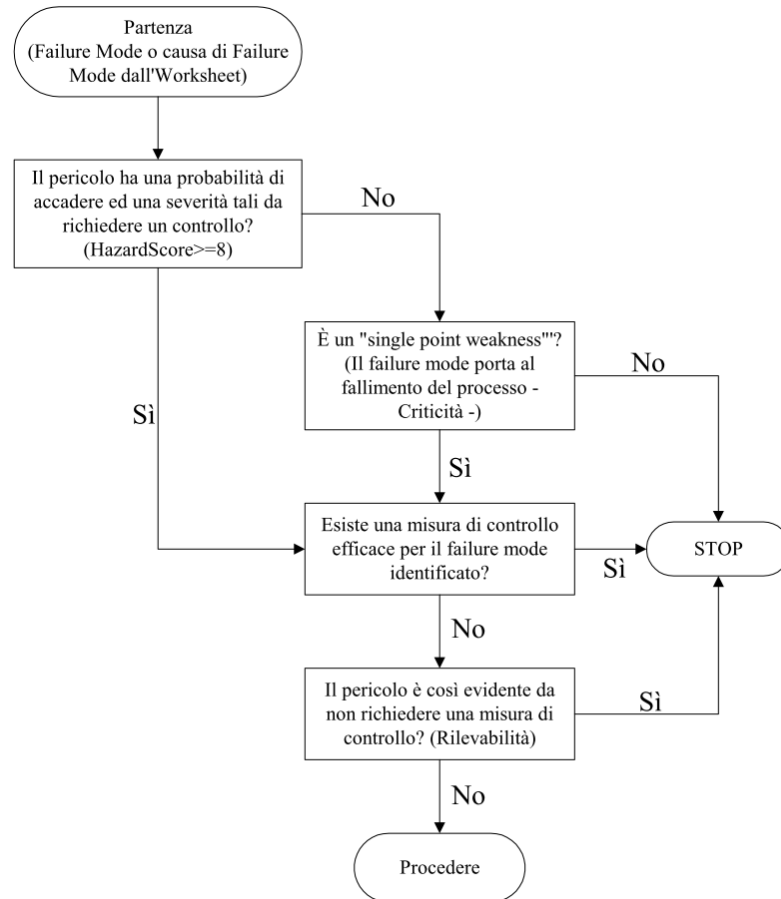 Partenza
(Failure Mode o causa di Failure
Mode dall'Worksheet)
Il pericolo ha una probabilità di
accadere ed una severità tali da
richiedere un controllo?
(HazardScore>=8)
No
È un "single point weakness"'?
(Il failure mode porta al
fallimento del processo -
Criticità -)
No
Sì
Sì
Esiste una misura di controllo
efficace per il failure mode
identificato?
Sì
STOP
No
Il pericolo è così evidente da
non richiedere una misura di
controllo? (Rilevabilità)
Sì
No
Procedere